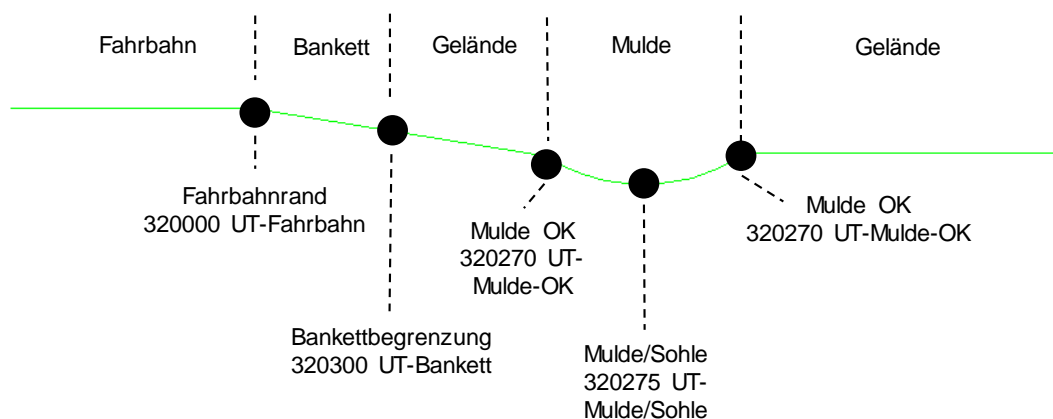 Fahrbahn
Bankett
Gelände
Mulde
Gelände
Fahrbahnrand
320000 UT-Fahrbahn
Bankettbegrenzung
320300 UT-Bankett
Mulde OK
320270 UT-
Mulde-OK
Mulde/Sohle
320275 UT-
Mulde/Sohle
Mulde OK
320270 UT-Mulde-OK